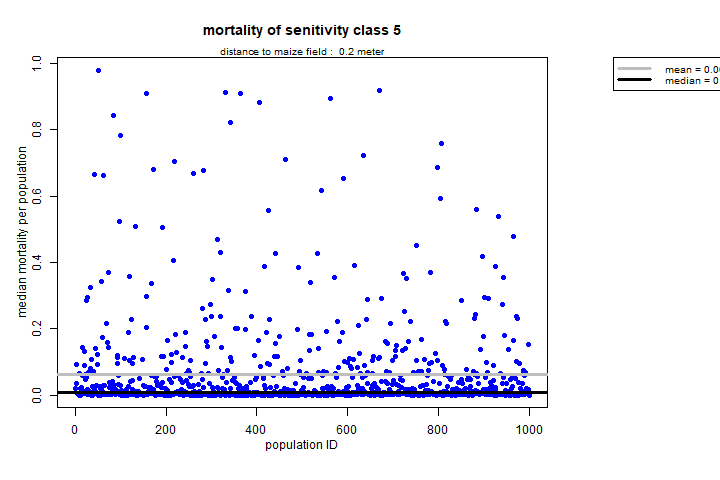 mortality of senitivity class 5
distance to maize field : 0.2 meter
mean = 0.0
median = 0
median mortality per population
1.0
0.8
0.6
0.4
0.2
0.0
0
200
400
600
800
1000
population ID